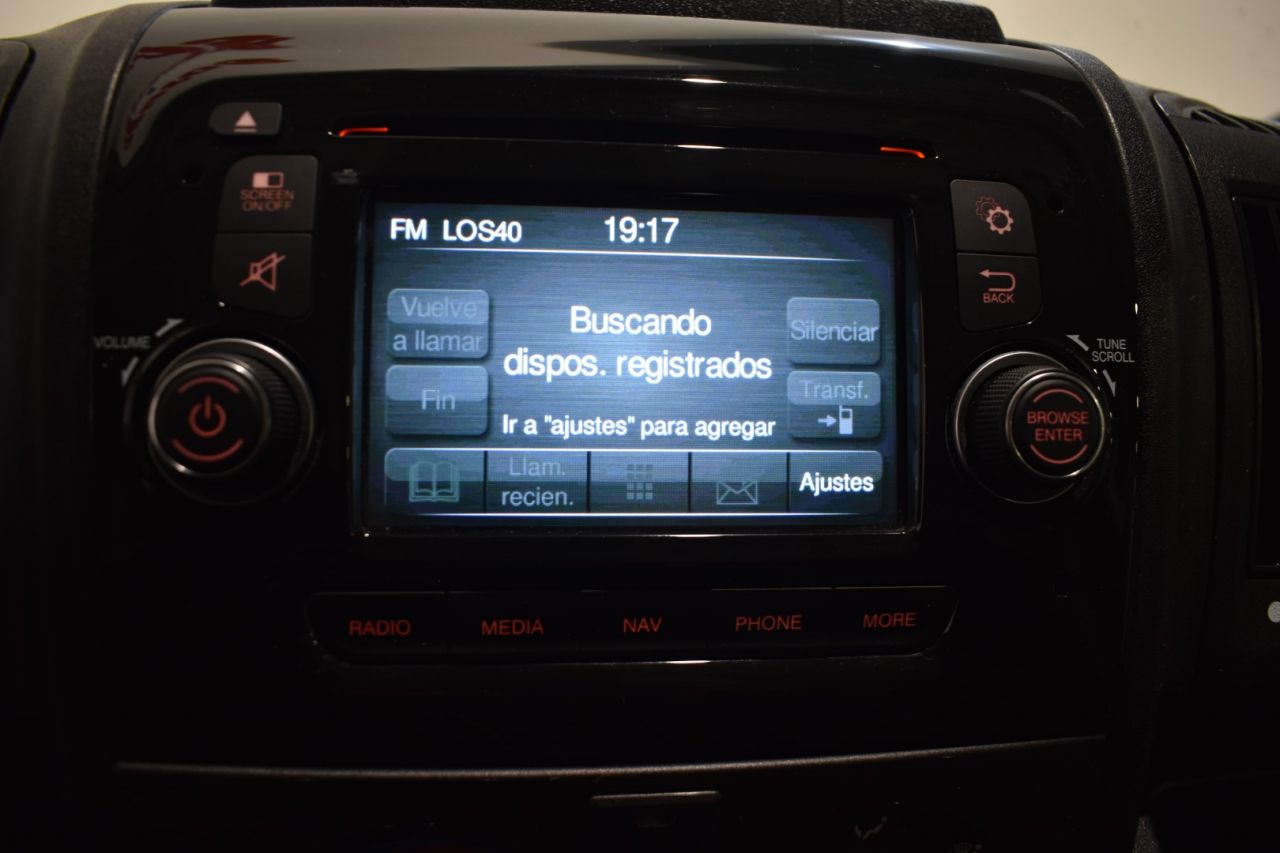 SCREEN
ON/OFF
FM LOS40 19:17
Vuelve
a llamar
Buscando
dispos. registrados
Silenciar
Fin
Transf.
Ir a "ajustes" para agregar
Llam.
recien.
Ajustes
BACK
VOLUME
TUNE
SCROLL
BROWSE
ENTER
RADIO
MEDIA
NAV
PHONE
MORE